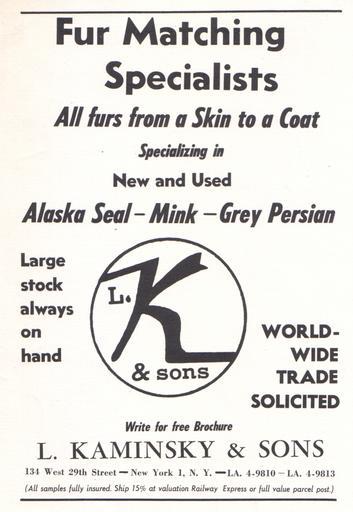 Fur Matching
Specialists
All furs from a Skin to a Coat
Specializing in
New and Used
Alaska Seal – Mink – Grey Persian
Large
stock
always
on
hand
L. K
& sons
WORLD-
WIDE
TRADE
SOLICITED
Write for free Brochure
L. KAMINSKY & SONS
134 West 29th Street — New York 1, N. Y. — LA. 4-9810 – LA. 4-9813
(All samples fully insured. Ship 15% at valuation Railway Express or full value parcel post.)